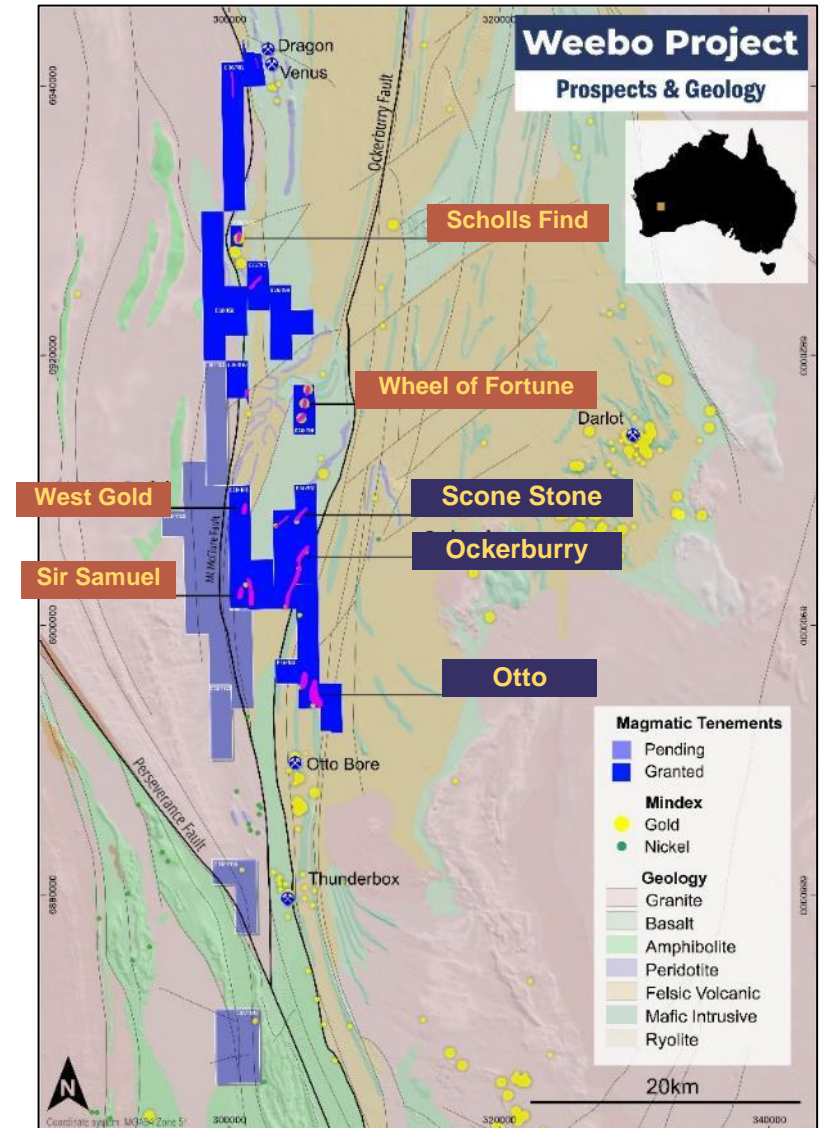 Weebo Project
Prospects & Geology
300000
320000
Dragon
Venus
6940000
Ockerburry Fault
Scholls Find
6920000
6920000
Wheel of Fortune
Darlot
West Gold
Scone Stone
Ockerburry
Mt McClure Fault
Sir Samuel
Otto
Perseverance Fault
Otto Bore
Thunderbox
Magmatic Tenements
Pending
Granted
Mindex
Gold
Nickel
Geology
Granite
Basalt
Amphibolite
Peridotite
Felsic Volcanic
Mafic Intrusive
Ryolite
N
20km
300000
320000
340000